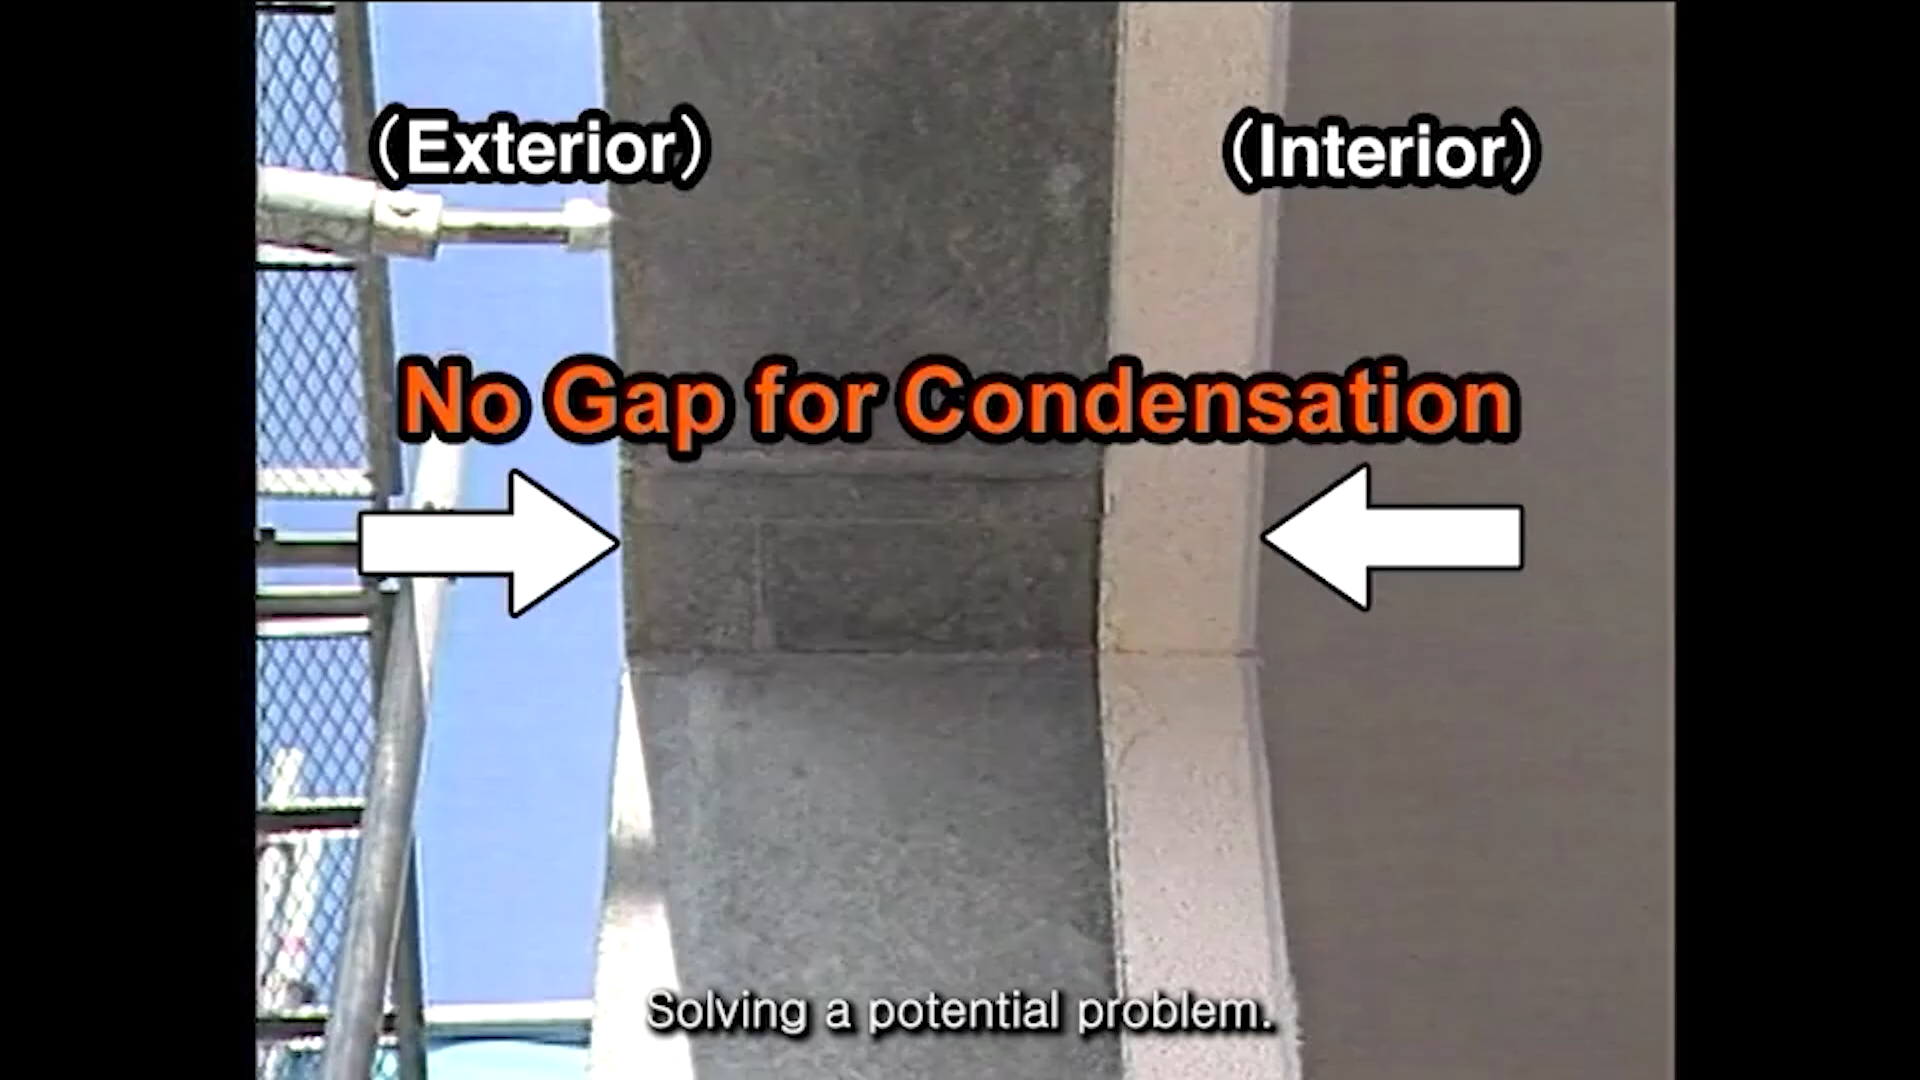 (Exterior)
(Interior)
No Gap for Condensation
Solving a potential problem.